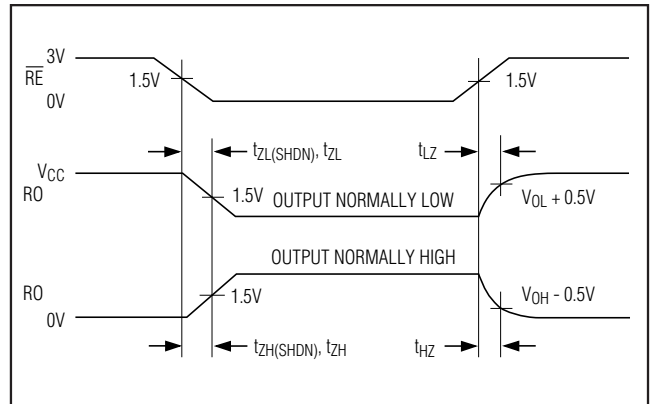 3V
R̅E̅
1.5V
1.5V
0V
tZL(SHDN), tZL
tLZ
VCC
RO
1.5V
OUTPUT NORMALLY LOW
VOL + 0.5V
OUTPUT NORMALLY HIGH
RO
1.5V
VOH - 0.5V
0V
tZH(SHDN), tZH
tHZ